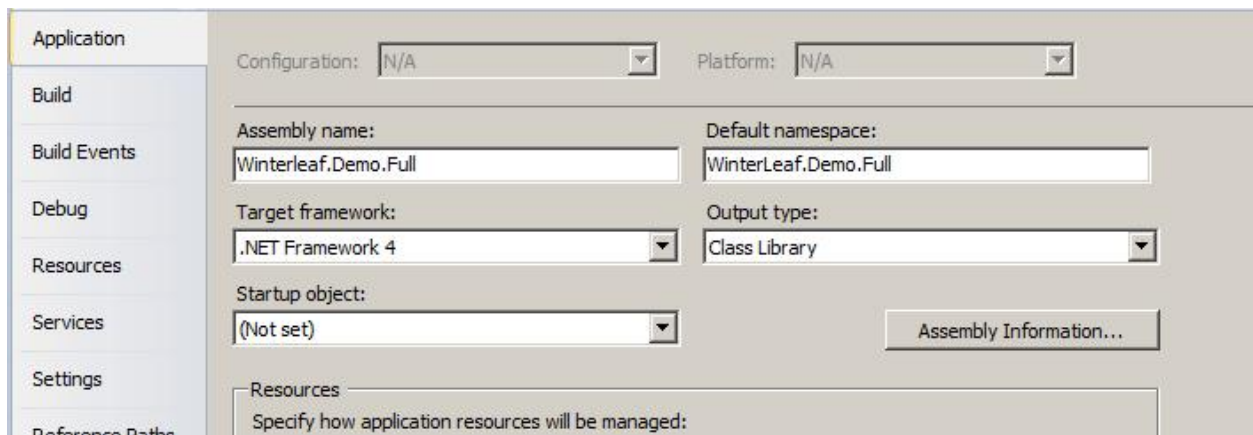 Application
Build
Build Events
Debug
Resources
Services
Settings
Reference Paths
Configuration: N/A Platform: N/A
Assembly name: Default namespace:
Winterleaf.Demo.Full WinterLeaf.Demo.Full
Target framework: Output type:
.NET Framework 4 Class Library
Startup object:
(Not set) Assembly Information...
Resources
Specify how application resources will be managed: